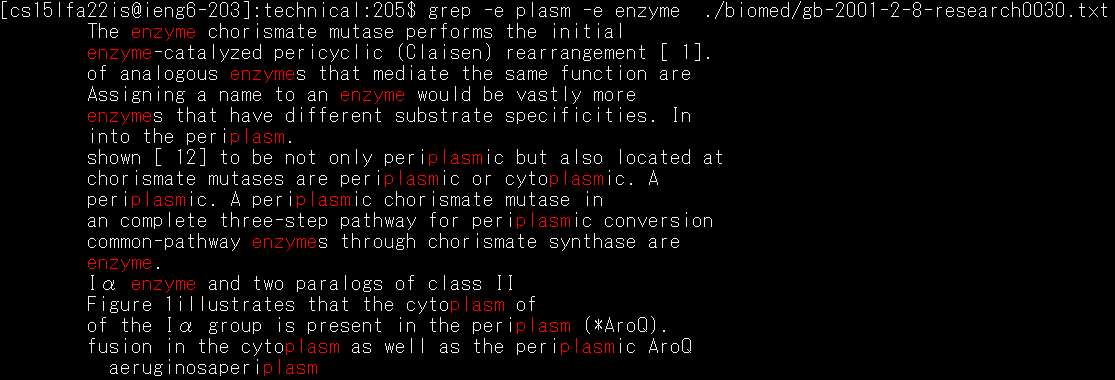 [cs15lfa22is@ieng6-203]:technical:205$ grep -e plasm -e enzyme  ./biomed/gb-2001-2-8-research0030.txt
The enzyme chorismate mutase performs the initial
enzyme-catalyzed pericyclic (Claisen) rearrangement [ 1].
of analogous enzymes that mediate the same function are
Assigning a name to an enzyme would be vastly more
enzymes that have different substrate specificities. In
into the periplasm.
shown [ 12] to be not only periplasmic but also located at
chorismate mutases are periplasmic or cytoplasmic. A
periplasmic. A periplasmic chorismate mutase in
an complete three-step pathway for periplasmic conversion
common-pathway enzymes through chorismate synthase are
enzyme.
Iα enzyme and two paralogs of class II
Figure 1illustrates that the cytoplasm of
of the Iα group is present in the periplasm (*AroQ).
fusion in the cytoplasm as well as the periplasmic AroQ
aeruginosaperiplasm